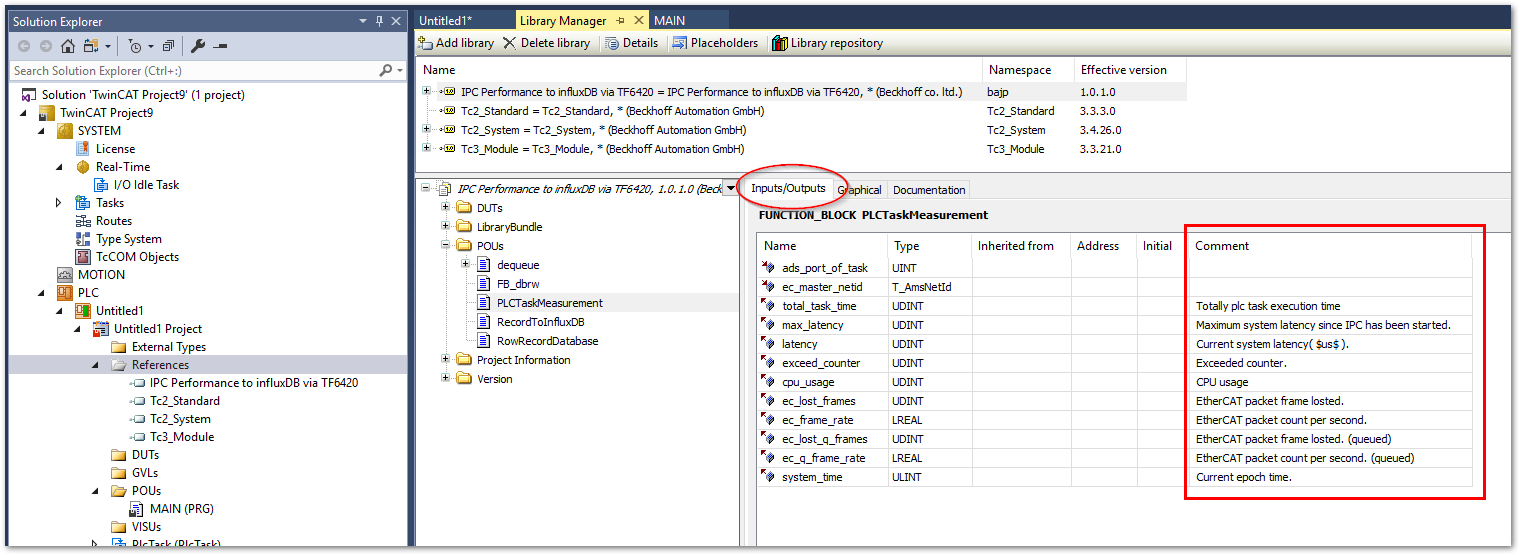 Solution Explorer
Search Solution Explorer (Ctrl+;)
Solution 'TwinCAT Project9' (1 project)
TwinCAT Project9
SYSTEM
License
Real-Time
I/O Idle Task
Tasks
Routes
Type System
TcCOM Objects
MOTION
PLC
Untitled1
Untitled1 Project
External Types
References
IPC Performance to influxDB via TF6420
Tc2_Standard
Tc2_System
Tc3_Module
DUTs
GVLs
POUs
MAIN (PRG)
VISUs
PlcTask (PlcTask)
Untitled1* Library Manager MAIN
Add library Delete library Details Placeholders Library repository
Name Namespace Effective version
IPC Performance to influxDB via TF6420 = IPC Performance to influxDB via TF6420, * (Beckhoff co. ltd.) bajp 1.0.1.0
Tc2_Standard = Tc2_Standard, * (Beckhoff Automation GmbH) Tc2_Standard 3.3.3.0
Tc2_System = Tc2_System, * (Beckhoff Automation GmbH) Tc2_System 3.4.26.0
Tc3_Module = Tc3_Module, * (Beckhoff Automation GmbH) Tc3_Module 3.3.21.0
IPC Performance to influxDB via TF6420, 1.0.1.0 (Beck
DUTs
LibraryBundle
POUs
dequeue
FB_dbrw
PLCTaskMeasurement
RecordToInfluxDB
RowRecordDatabase
Project Information
Version
Inputs/Outputs Graphical Documentation
FUNCTION_BLOCK PLCTaskMeasurement
Name Type Inherited from Address Initial Comment
ads_port_of_task UINT
ec_master_netid T_AmsNetId
total_task_time UDINT Totally plc task execution time
max_latency UDINT Maximum system latency since IPC has been started.
latency UDINT Current system latency( $us$ ).
exceed_counter UDINT Exceeded counter.
cpu_usage UDINT CPU usage
ec_lost_frames UDINT EtherCAT packet frame losted.
ec_frame_rate LREAL EtherCAT packet count per second.
ec_lost_q_frames UDINT EtherCAT packet frame losted. (queued)
ec_q_frame_rate LREAL EtherCAT packet count per second. (queued)
system_time ULINT Current epoch time.